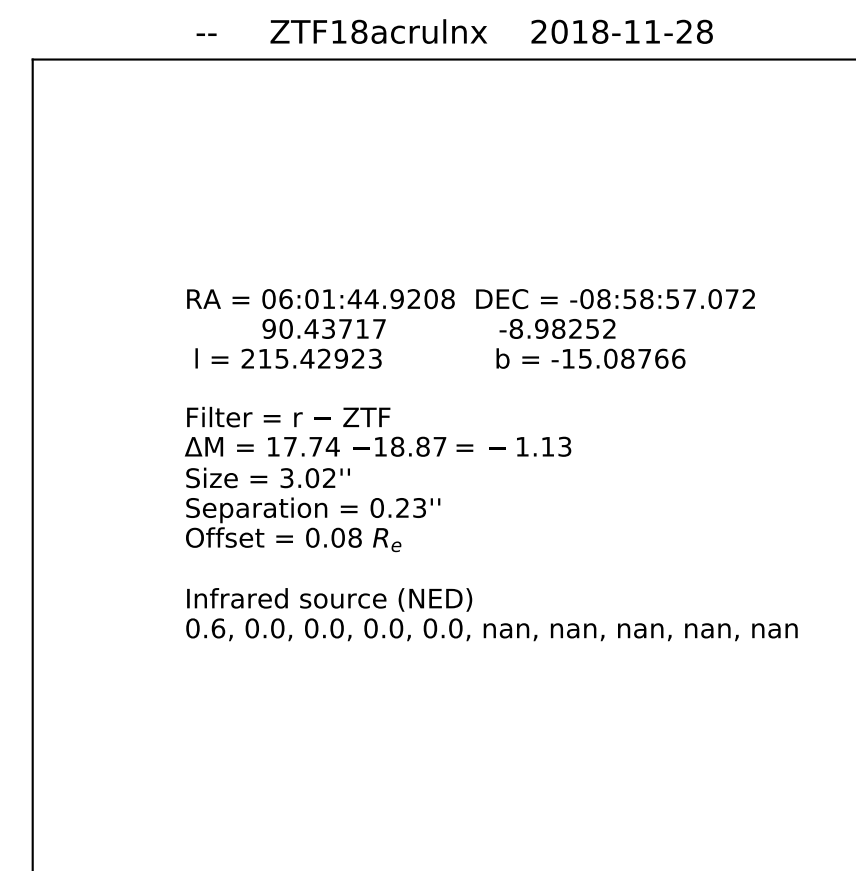 -- ZTF18acrulnx 2018-11-28
RA = 06:01:44.9208 DEC = -08:58:57.072
90.43717 -8.98252
l = 215.42923 b = -15.08766
Filter = r − ZTF
ΔM = 17.74 −18.87 = − 1.13
Size = 3.02''
Separation = 0.23''
Offset = 0.08 Rₑ
Infrared source (NED)
0.6, 0.0, 0.0, 0.0, 0.0, nan, nan, nan, nan, nan